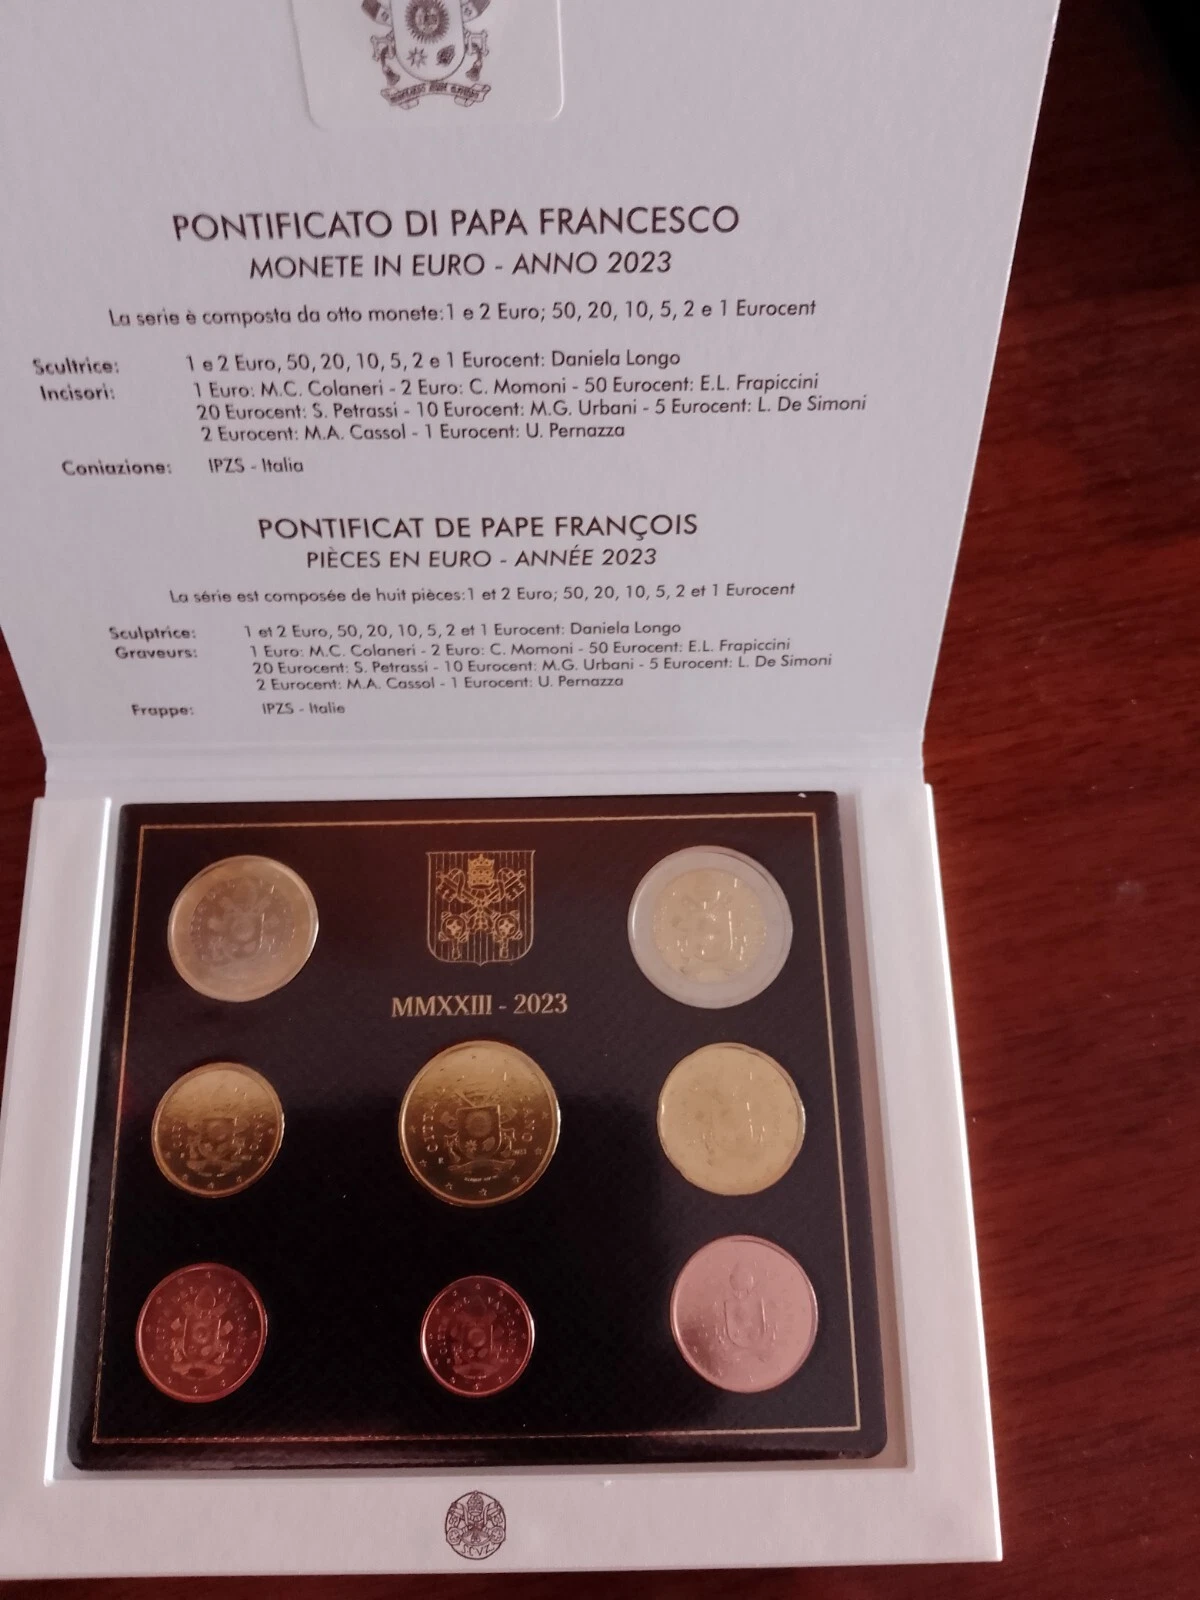 PONTIFICATO DI PAPA FRANCESCO
MONETE IN EURO - ANNO 2023
La serie è composta da otto monete:1 e 2 Euro; 50, 20, 10, 5, 2 e 1 Eurocent
Scultrice: 1 e 2 Euro, 50, 20, 10, 5, 2 e 1 Eurocent: Daniela Longo
Incisori: 1 Euro: M.C. Colaneri - 2 Euro: C. Momoni - 50 Eurocent: E.L. Frapiccini
20 Eurocent: S. Petrassi - 10 Eurocent: M.G. Urbani - 5 Eurocent: L. De Simoni
2 Eurocent: M.A. Cassol - 1 Eurocent: U. Pernazza
Coniazione: IPZS - Italia
PONTIFICAT DE PAPE FRANÇOIS
PIÈCES EN EURO - ANNÉE 2023
La série est composée de huit pièces:1 et 2 Euro; 50, 20, 10, 5, 2 et 1 Eurocent
Sculptrice: 1 et 2 Euro, 50, 20, 10, 5, 2 et 1 Eurocent: Daniela Longo
Graveurs: 1 Euro: M.C. Colaneri - 2 Euro: C. Momoni - 50 Eurocent: E.L. Frapiccini
20 Eurocent: S. Petrassi - 10 Eurocent: M.G. Urbani - 5 Eurocent: L. De Simoni
2 Eurocent: M.A. Cassol - 1 Eurocent: U. Pernazza
Frappe: IPZS - Italie
MMXXIII - 2023
CITTÀ DEL VATICANO
CITTÀ DEL VATICANO
SCVZ